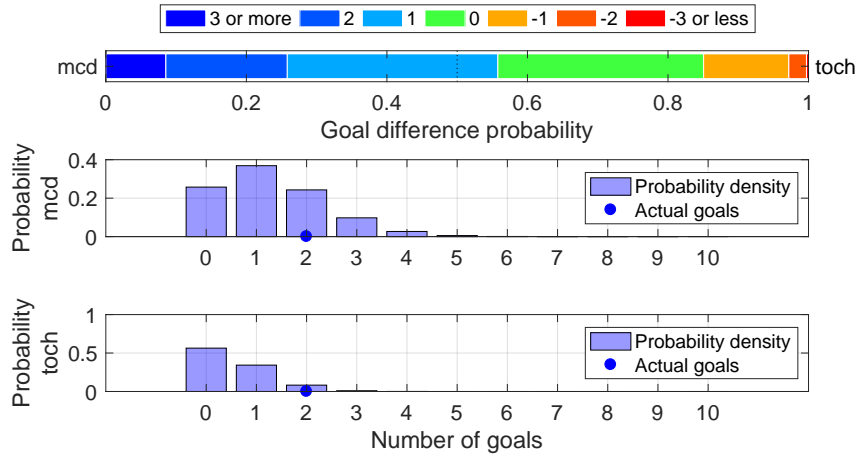 3 or more 2 1 0 -1 -2 -3 or less
mcd toch
0 0.2 0.4 0.6 0.8 1
Goal difference probability
Probability
mcd
0.4
0.2
0
Probability density
Actual goals
0 1 2 3 4 5 6 7 8 9 10
Probability
toch
1
0.5
0
Probability density
Actual goals
0 1 2 3 4 5 6 7 8 9 10
Number of goals